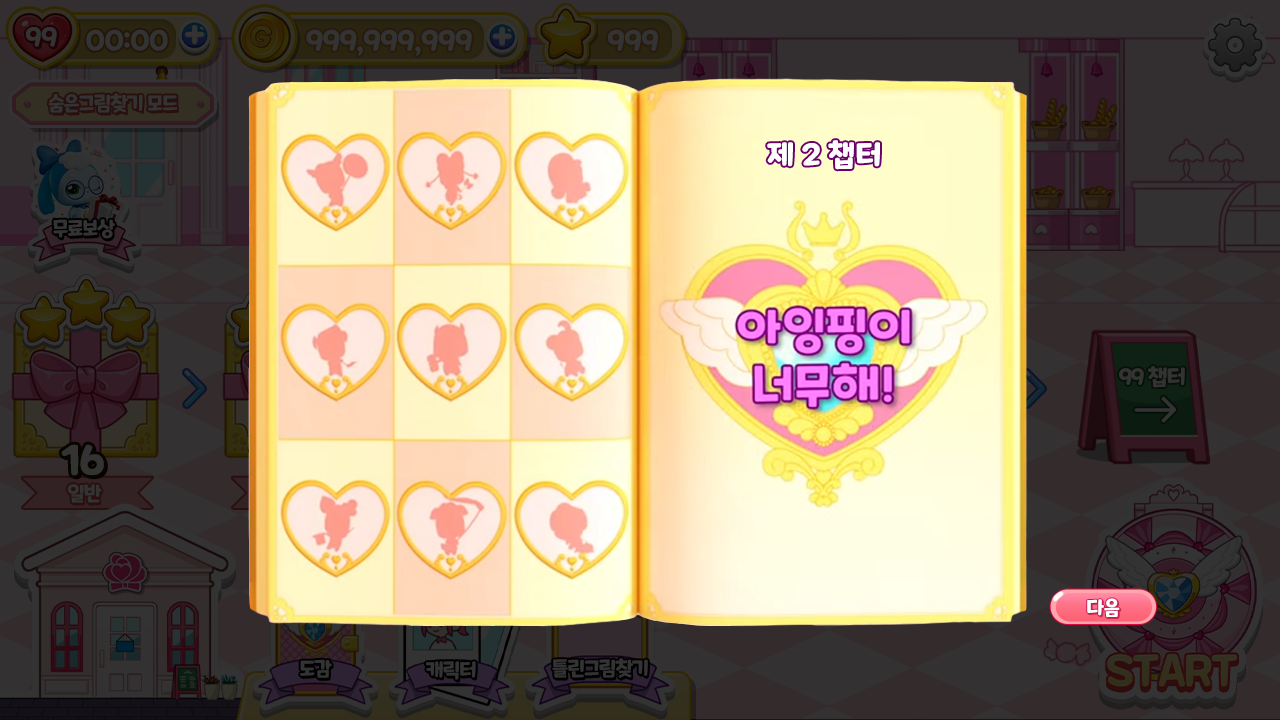 99
00:00
999,999,999
999
숨은그림찾기 모드
무료보상
제 2 챕터
아잉핑이
너무해!
99 챕터
16
일반
다음
START
도감
캐릭터
틀린그림찾기